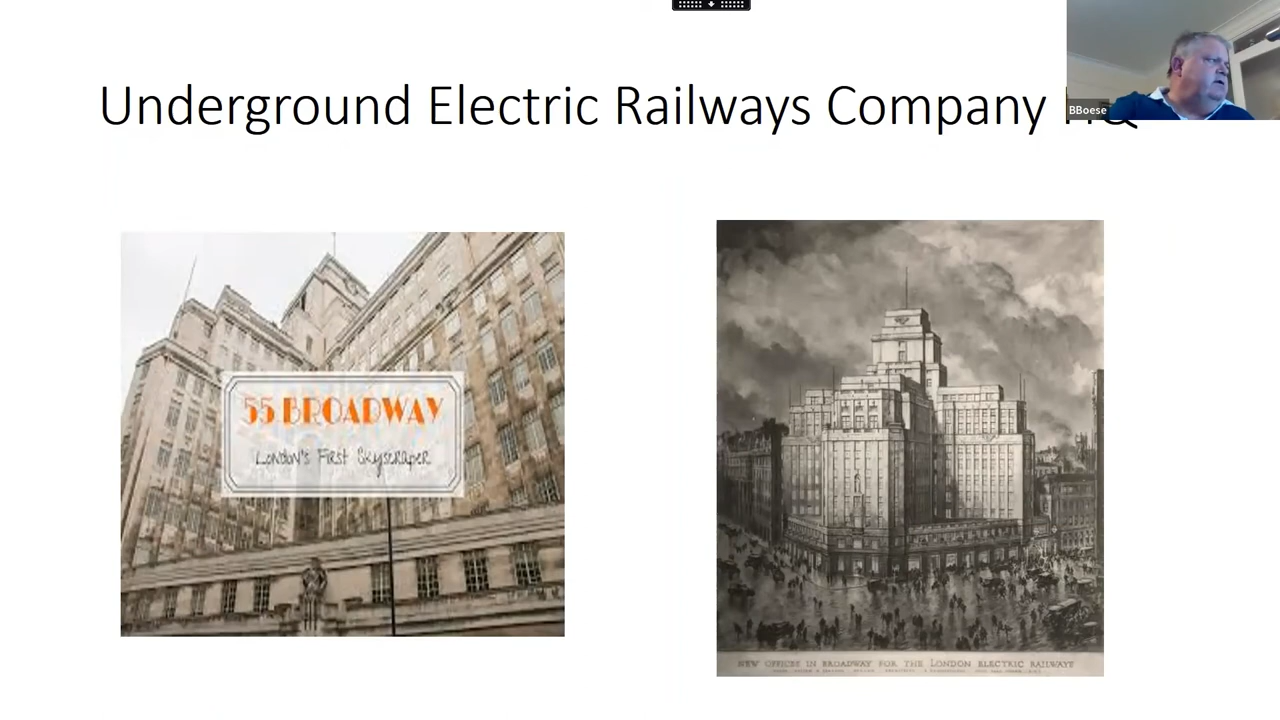 Underground Electric Railways Company HQ
BBoese
55 BROADWAY
London's First Skyscraper
NEW OFFICES IN BROADWAY FOR THE LONDON ELECTRIC RAILWAYS